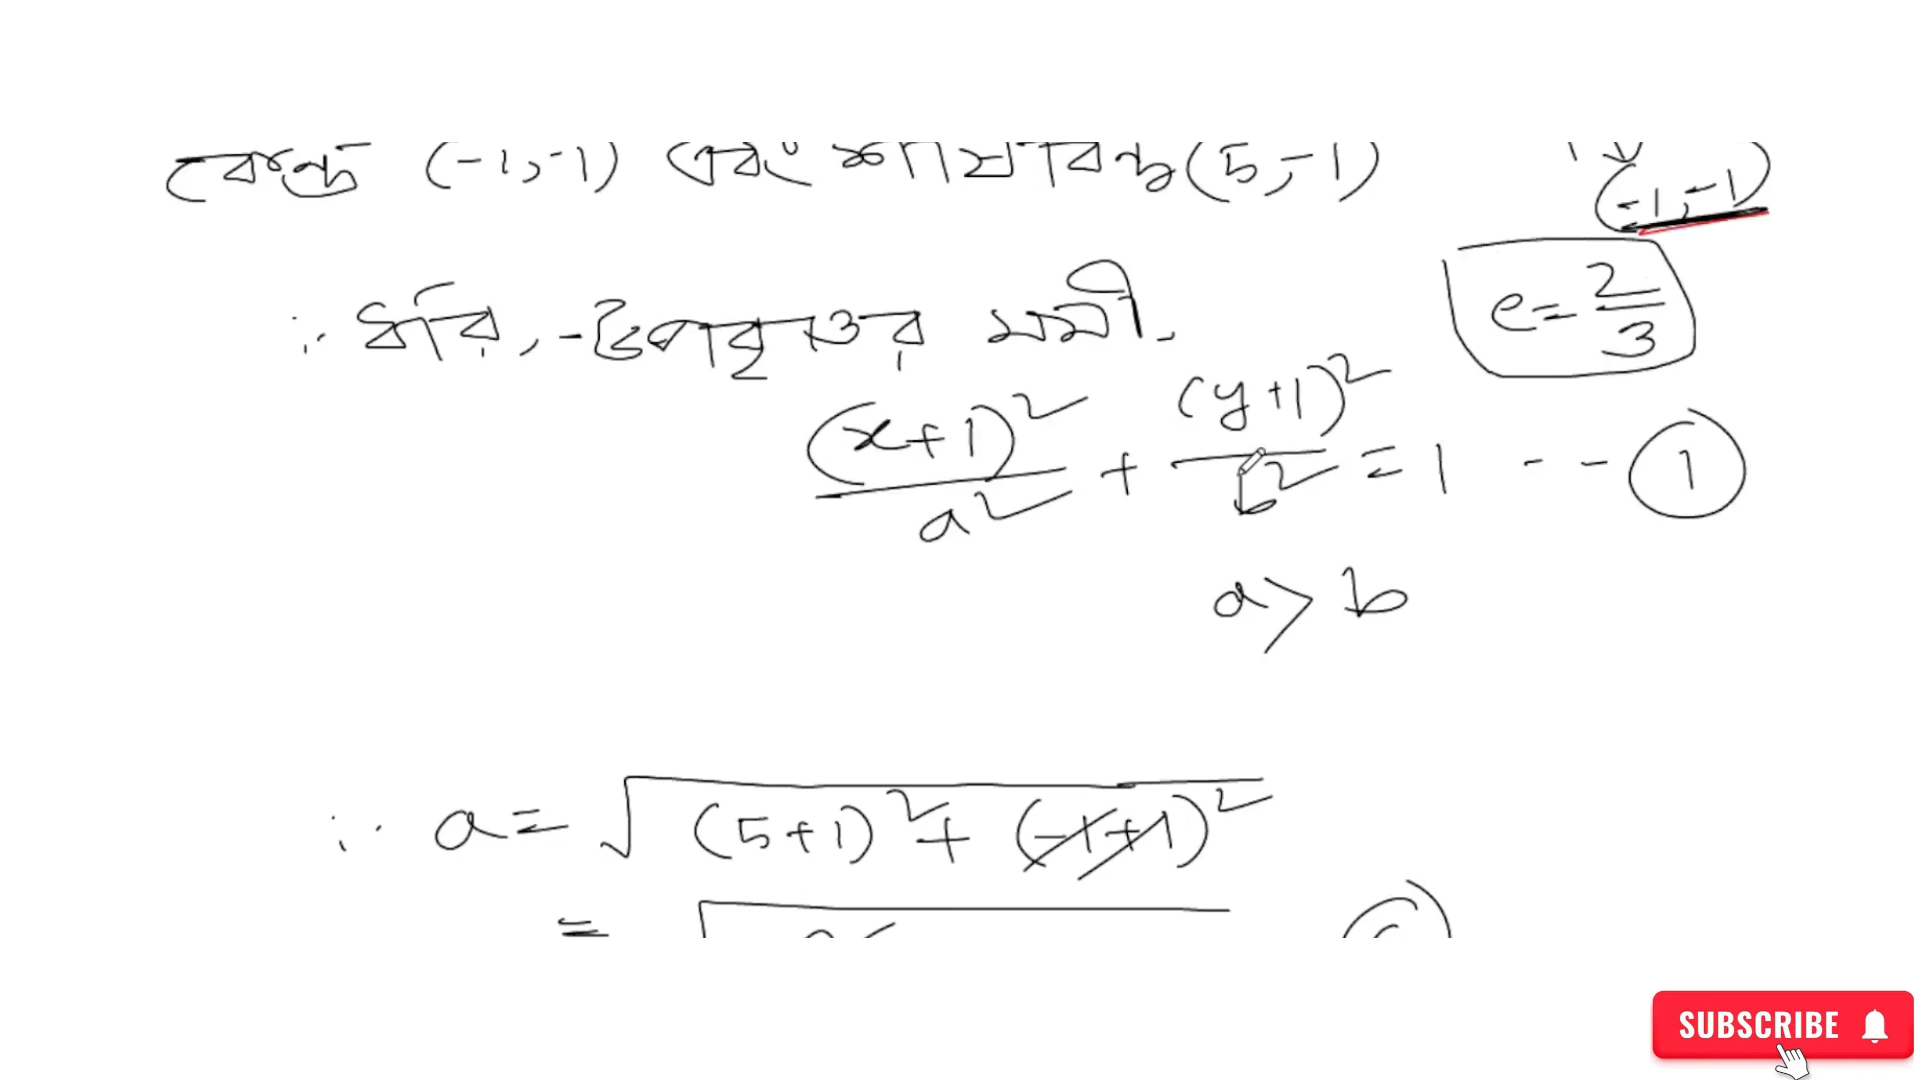 কেন্দ্র (-1,-1) এবং শীর্ষবিন্দু (5,-1)
(-1,-1)
∴ ধরি, উপবৃত্তের সমী.
e = 2/3
(x+1)²/a² + (y+1)²/b² = 1 -- ①
a > b
∴ a = √((5+1)² + (-1+1)²)
= √
SUBSCRIBE